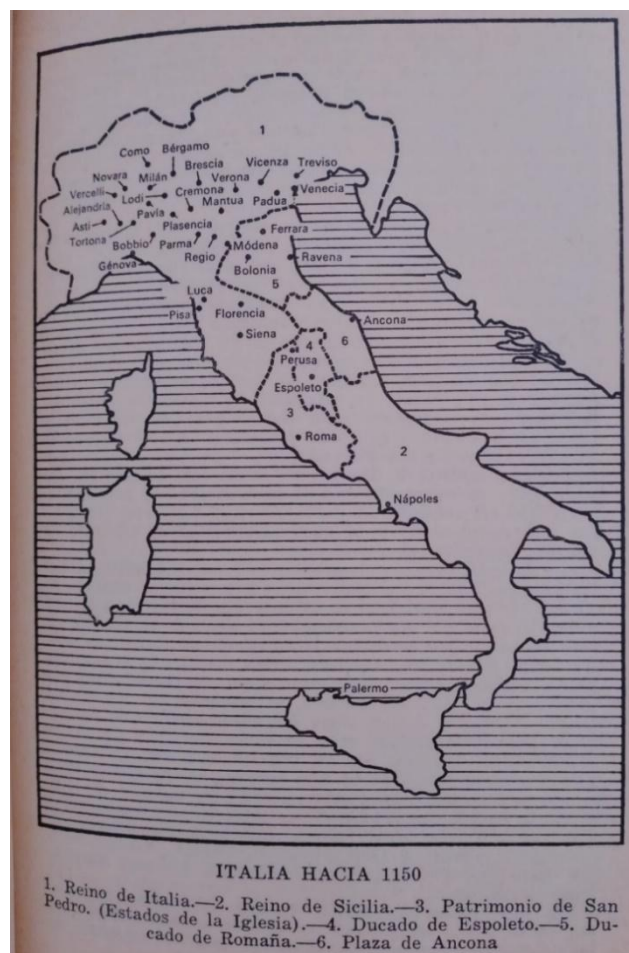 1
Como
Bérgamo
Brescia
Vicenza
Treviso
Novara
Milán
Verona
Vercelli
Lodi
Cremona
Padua
Venecia
Alejandría
Mantua
Pavía
Asti
Plasencia
Ferrara
Tortona
Bobbio
Parma
Módena
Regio
Génova
Bolonia
Ravena
5
Luca
Pisa
Florencia
Ancona
Siena
4
6
Perusa
Espoleto
3
Roma
2
Nápoles
Palermo
ITALIA HACIA 1150
1. Reino de Italia.—2. Reino de Sicilia.—3. Patrimonio de San
Pedro. (Estados de la Iglesia).—4. Ducado de Espoleto.—5. Du-
cado de Romaña.—6. Plaza de Ancona